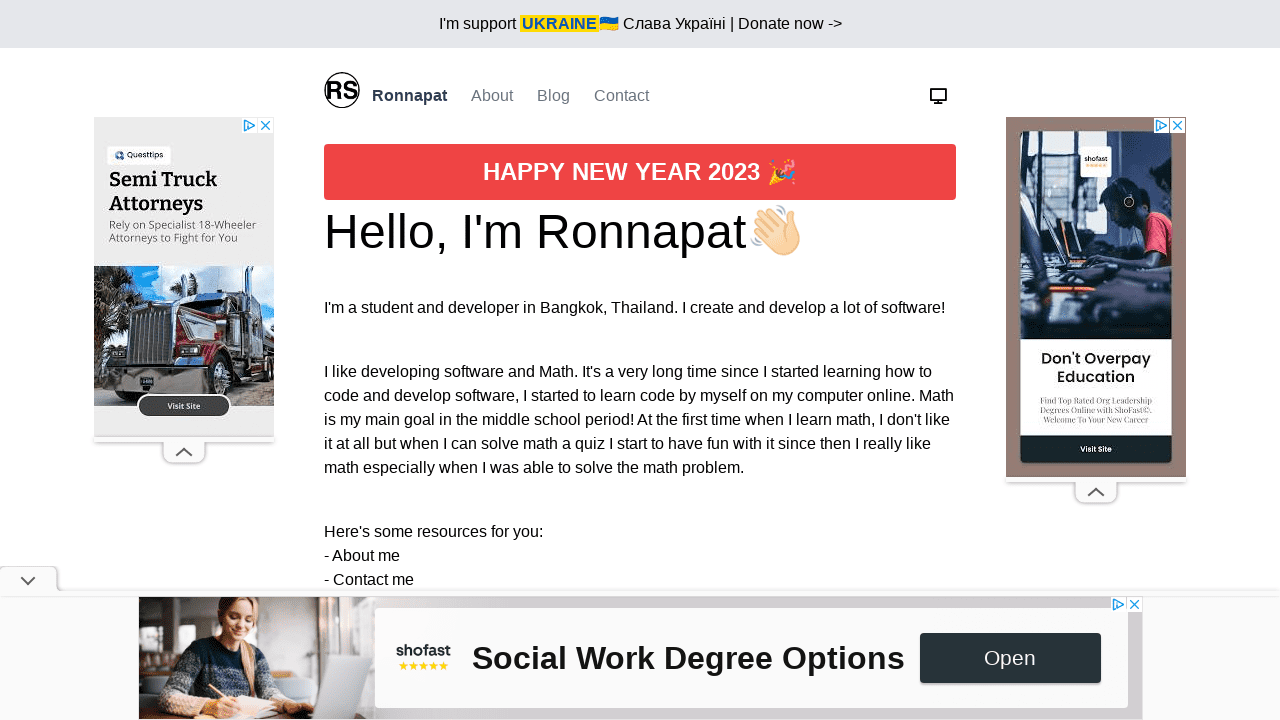 I'm support UKRAINE🇺🇦 Слава Україні | Donate now ->
RS
Ronnapat About Blog Contact
HAPPY NEW YEAR 2023 🎉
Hello, I'm Ronnapat👋🏻
I'm a student and developer in Bangkok, Thailand. I create and develop a lot of software!
I like developing software and Math. It's a very long time since I started learning how to
code and develop software, I started to learn code by myself on my computer online. Math
is my main goal in the middle school period! At the first time when I learn math, I don't like
it at all but when I can solve math a quiz I start to have fun with it since then I really like
math especially when I was able to solve the math problem.
Here's some resources for you:
- About me
- Contact me
Questtips
Semi Truck
Attorneys
Rely on Specialist 18-Wheeler
Attorneys to Fight for You
Visit Site
shofast
Don't Overpay
Education
Find Top Rated Org Leadership
Degrees Online with ShoFast©.
Welcome To Your New Career
Visit Site
shofast
Social Work Degree Options
Open